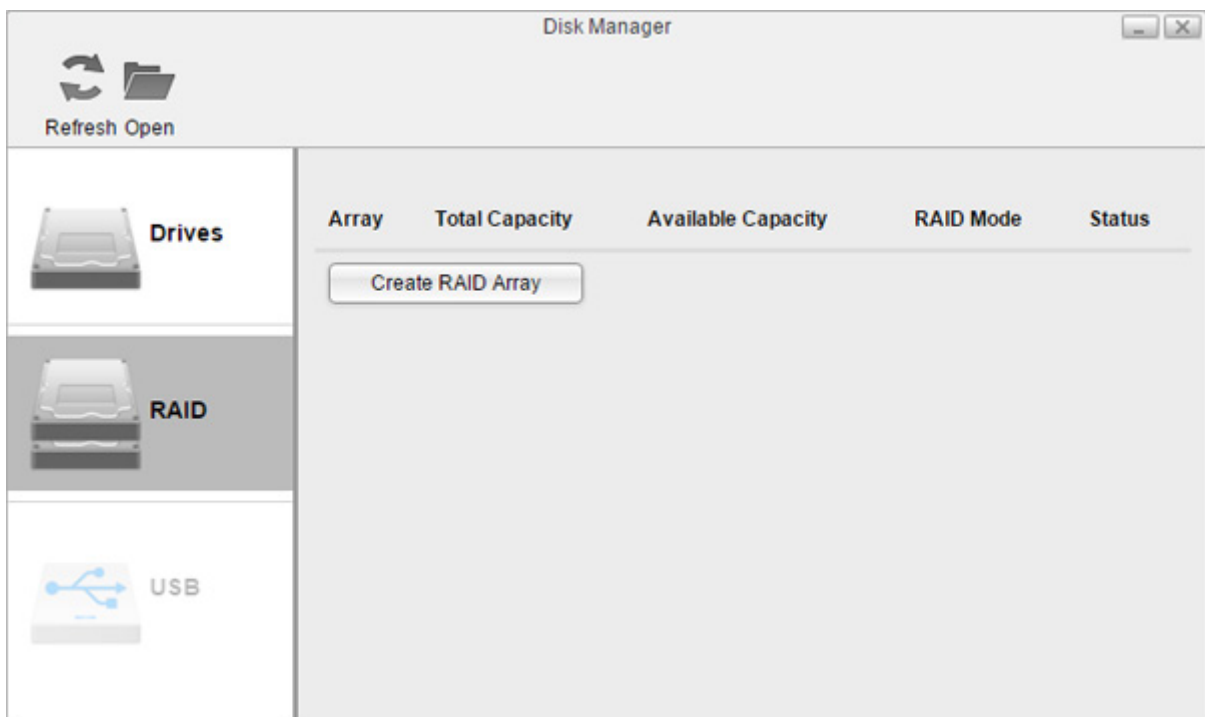 Disk Manager
Refresh Open
Drives
RAID
USB
Array Total Capacity Available Capacity RAID Mode Status
Create RAID Array